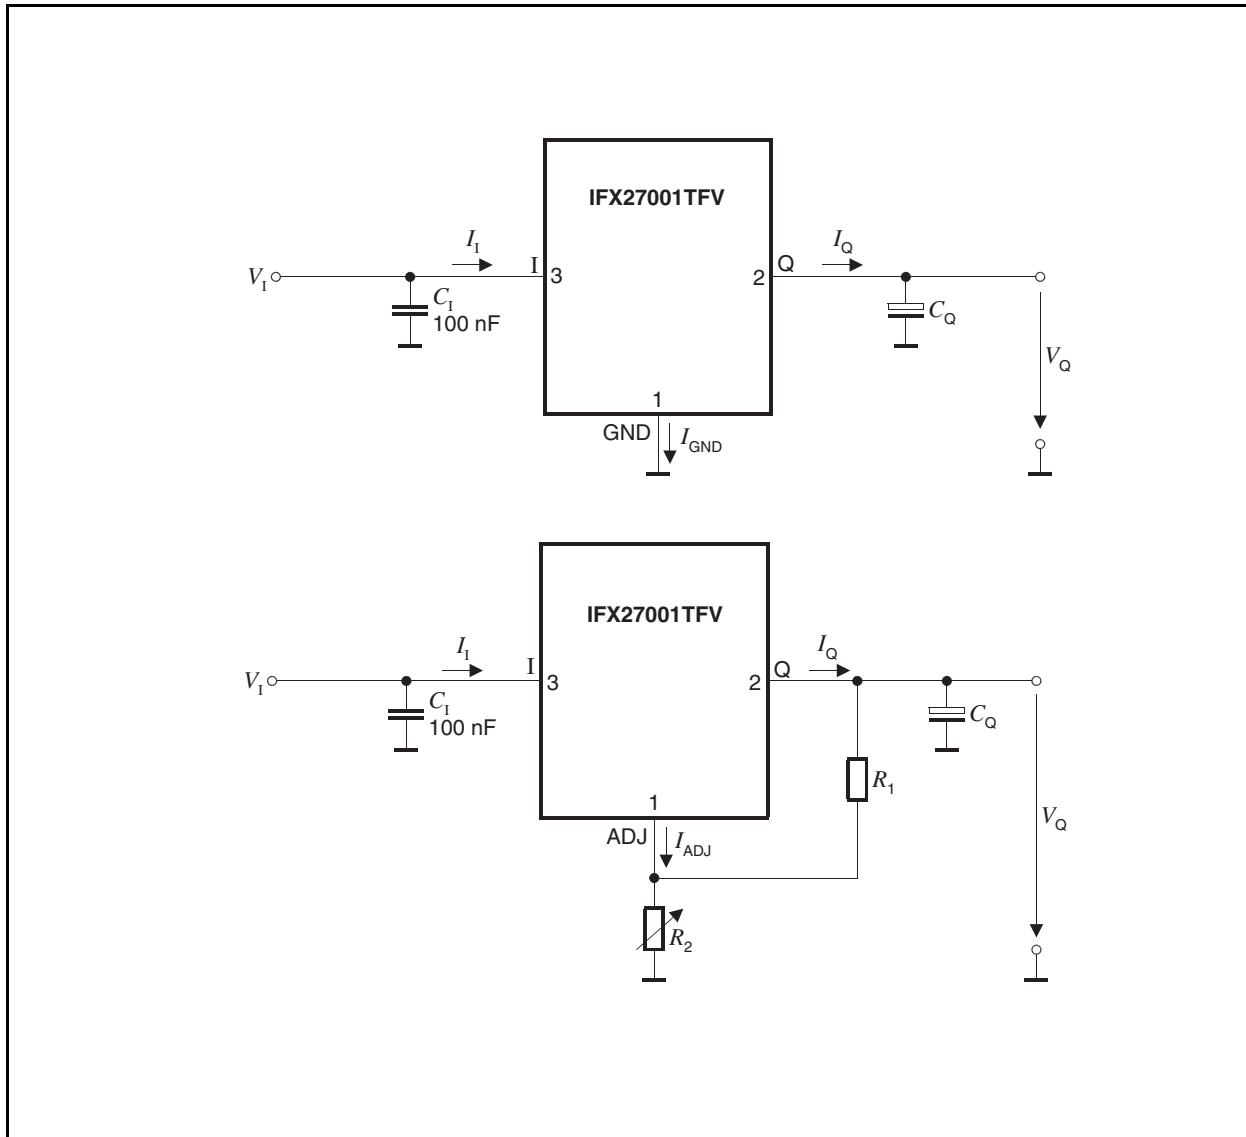 IFX27001TFV
I_I
I_Q
V_I
I
3
2
Q
C_I
100 nF
C_Q
V_Q
1
GND
I_GND
IFX27001TFV
I_I
I_Q
V_I
I
3
2
Q
C_I
100 nF
C_Q
R_1
1
ADJ
I_ADJ
V_Q
R_2